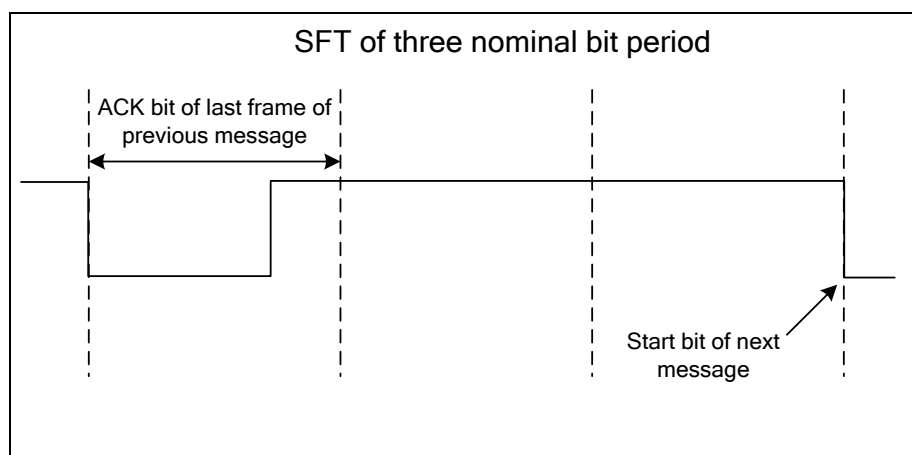 SFT of three nominal bit period
ACK bit of last frame of
previous message
Start bit of next
message